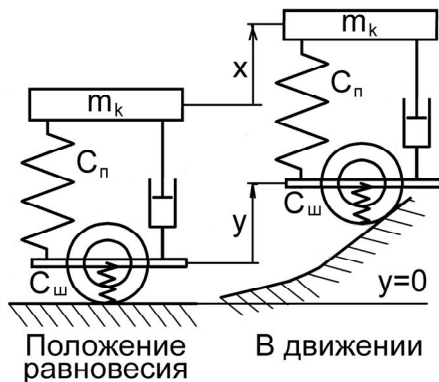 m_k
C_п
C_ш
Положение
равновесия
x
y
m_k
C_п
C_ш
y=0
В движении